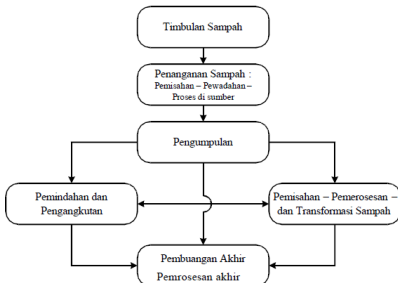 Timbulan Sampah
Penanganan Sampah :
Pemisahan – Pewadahan –
Proses di sumber
Pengumpulan
Pemindahan dan
Pengangkutan
Pemisahan – Pemerosesan –
dan Transformasi Sampah
Pembuangan Akhir
Pemrosesan akhir